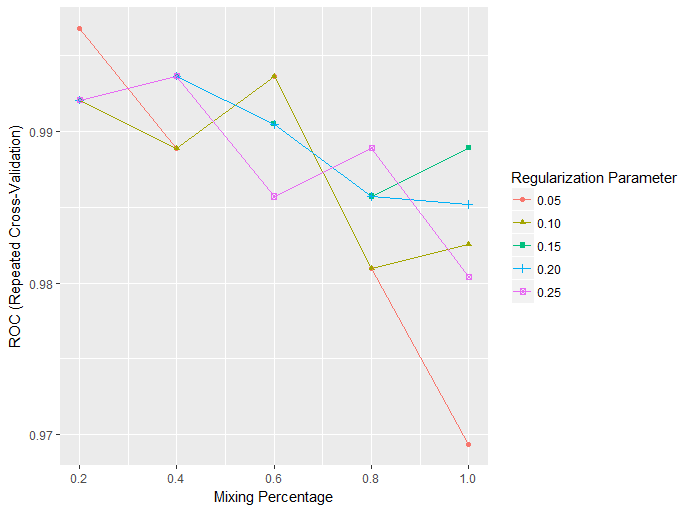 ROC (Repeated Cross-Validation)
0.99
0.98
0.97
0.2 0.4 0.6 0.8 1.0
Mixing Percentage
Regularization Parameter
0.05
0.10
0.15
0.20
0.25